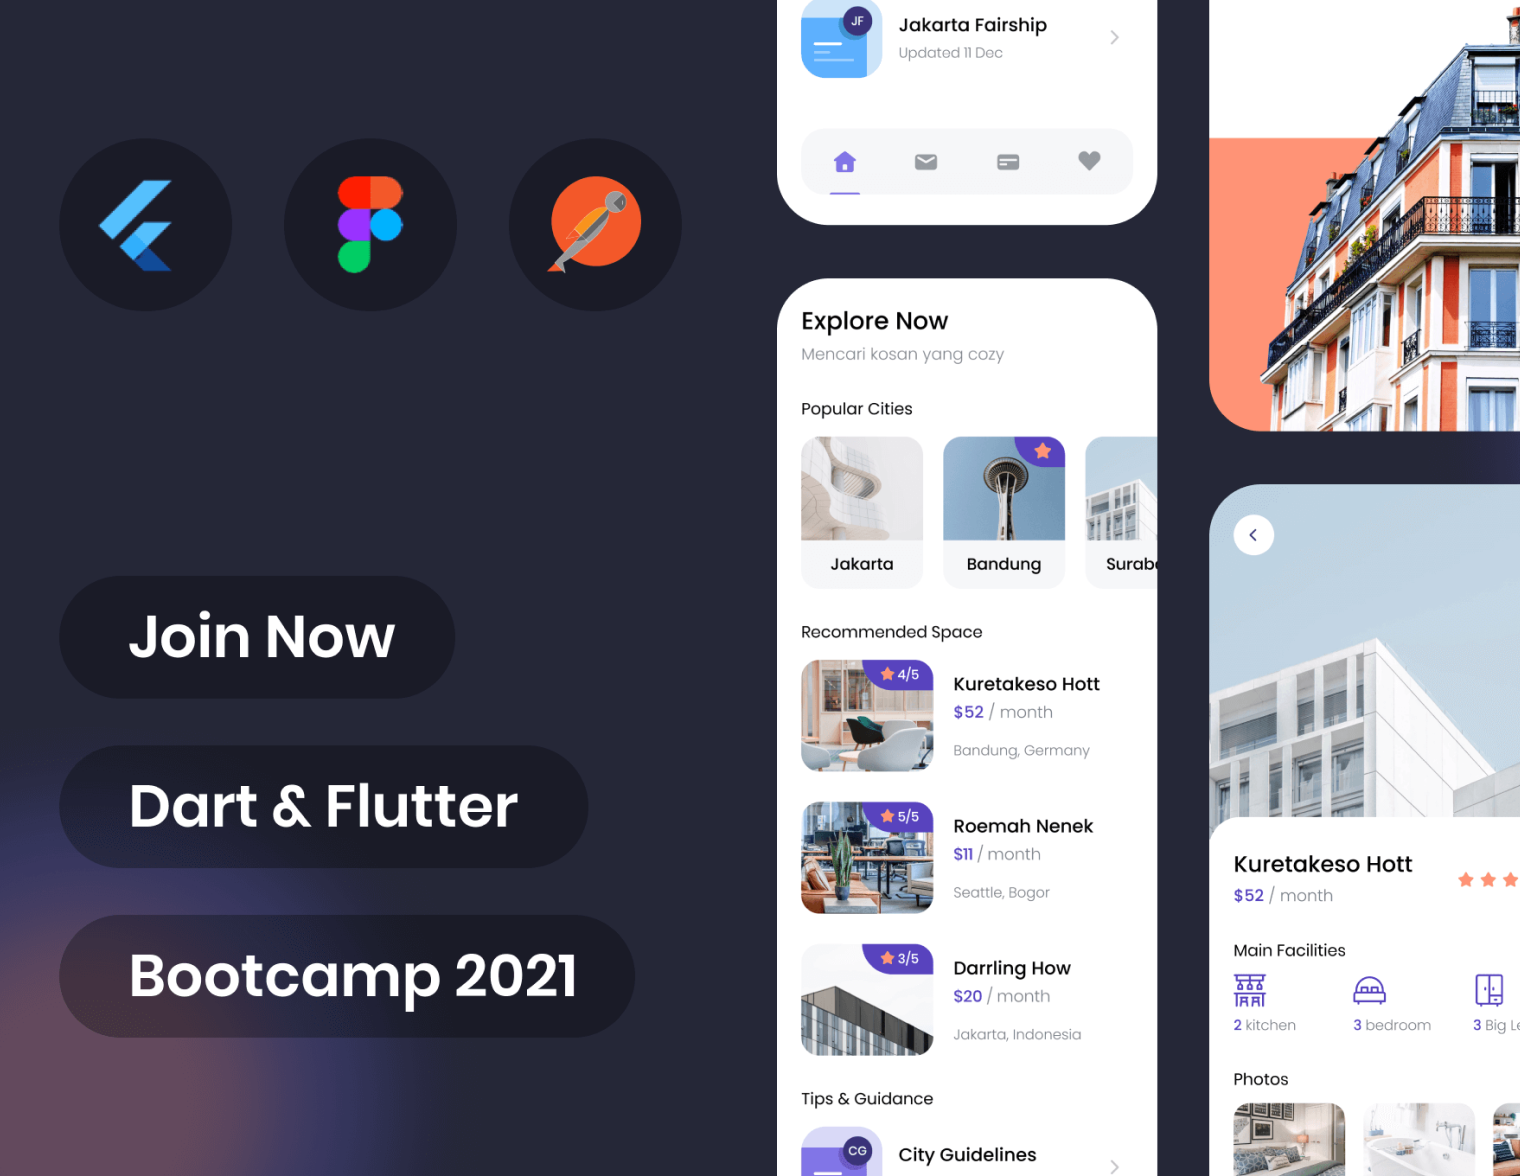 Join Now
Dart & Flutter
Bootcamp 2021
JF
Jakarta Fairship
Updated 11 Dec
Explore Now
Mencari kosan yang cozy
Popular Cities
Jakarta
Bandung
Surab
Recommended Space
4/5
Kuretakeso Hott
$52 / month
Bandung, Germany
5/5
Roemah Nenek
$11 / month
Seattle, Bogor
3/5
Darrling How
$20 / month
Jakarta, Indonesia
Tips & Guidance
CG
City Guidelines
Kuretakeso Hott
$52 / month
Main Facilities
2 kitchen
3 bedroom
3 Big Le
Photos